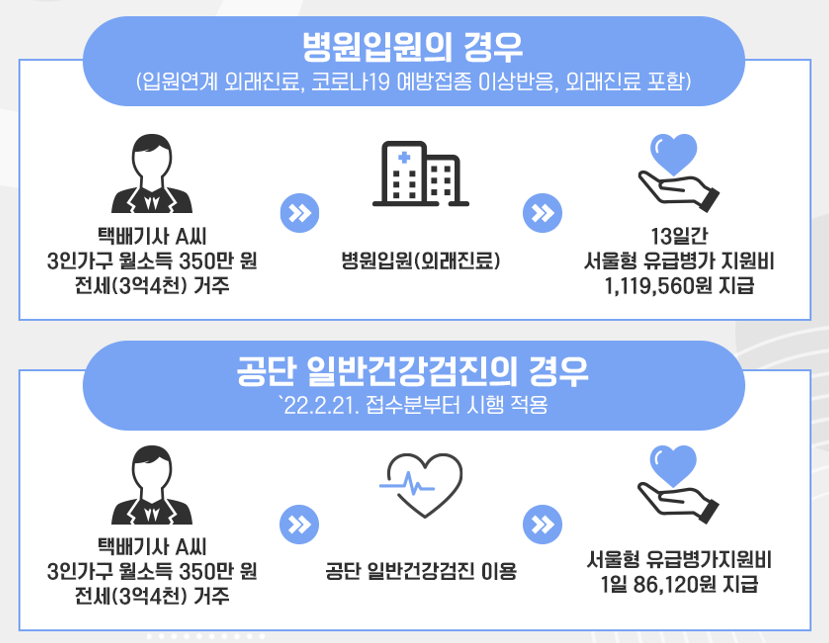 병원입원의 경우
(입원연계 외래진료, 코로나19 예방접종 이상반응, 외래진료 포함)
택배기사 A씨
3인가구 월소득 350만 원
전세(3억4천) 거주
병원입원(외래진료)
13일간
서울형 유급병가 지원비
1,119,560원 지급
공단 일반건강검진의 경우
`22.2.21. 접수분부터 시행 적용
택배기사 A씨
3인가구 월소득 350만 원
전세(3억4천) 거주
공단 일반건강검진 이용
서울형 유급병가지원비
1일 86,120원 지급